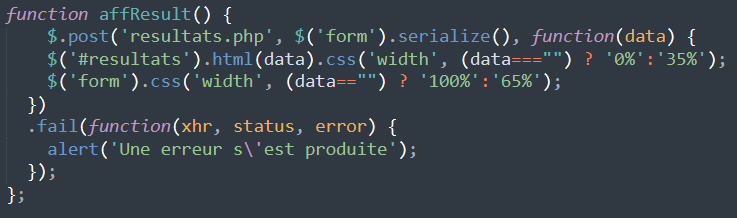 function affResult() {
$.post('resultats.php', $('form').serialize(), function(data) {
$('#resultats').html(data).css('width', (data==="") ? '0%':'35%');
$('form').css('width', (data=="") ? '100%':'65%');
})
.fail(function(xhr, status, error) {
alert('Une erreur s\'est produite');
});
};